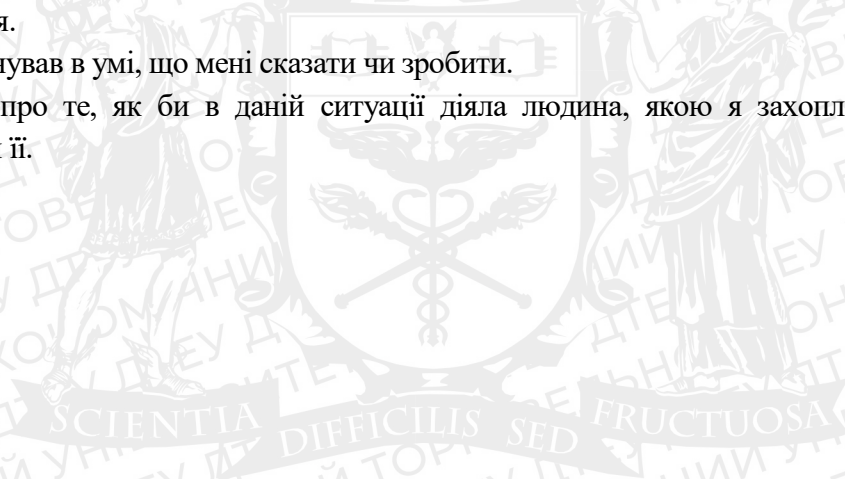 я.
нував в умі, що мені сказати чи зробити.
про те, як би в даній ситуації діяла людина, якою я захопл
її.
SCIENTIA DIFFICILIS SED FRUCTUOSA